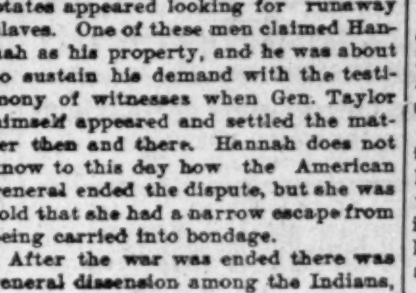 states appeared looking for runaway
slaves. One of these men claimed Han-
nah as his property, and he was about
to sustain his demand with the testi-
mony of witnesses when Gen. Taylor
himself appeared and settled the mat-
ter then and there. Hannah does not
know to this day how the American
general ended the dispute, but she was
told that she had a narrow escape from
being carried into bondage.
After the war was ended there was
general dissension among the Indians,